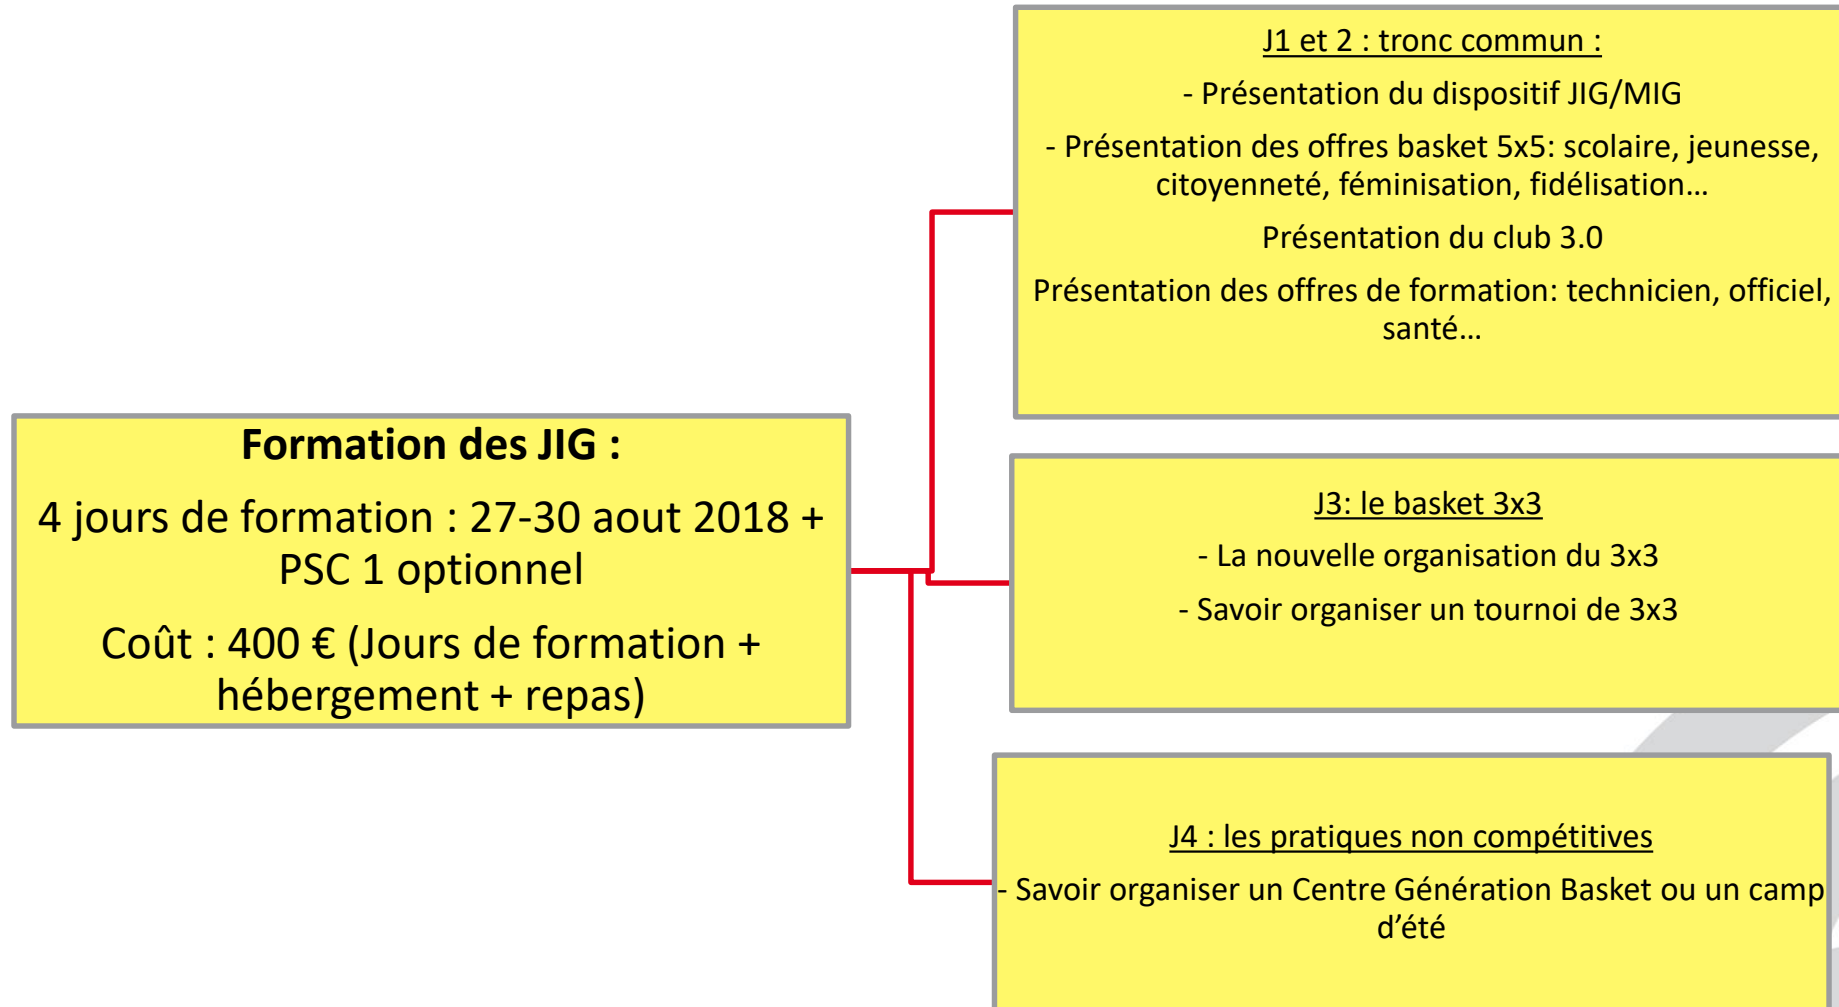 Formation des JIG :
4 jours de formation : 27-30 aout 2018 +
PSC 1 optionnel
Coût : 400 € (Jours de formation +
hébergement + repas)
J1 et 2 : tronc commun :
- Présentation du dispositif JIG/MIG
- Présentation des offres basket 5x5: scolaire, jeunesse,
citoyenneté, féminisation, fidélisation…
Présentation du club 3.0
Présentation des offres de formation: technicien, officiel,
santé…
J3: le basket 3x3
- La nouvelle organisation du 3x3
- Savoir organiser un tournoi de 3x3
J4 : les pratiques non compétitives
- Savoir organiser un Centre Génération Basket ou un camp
d’été